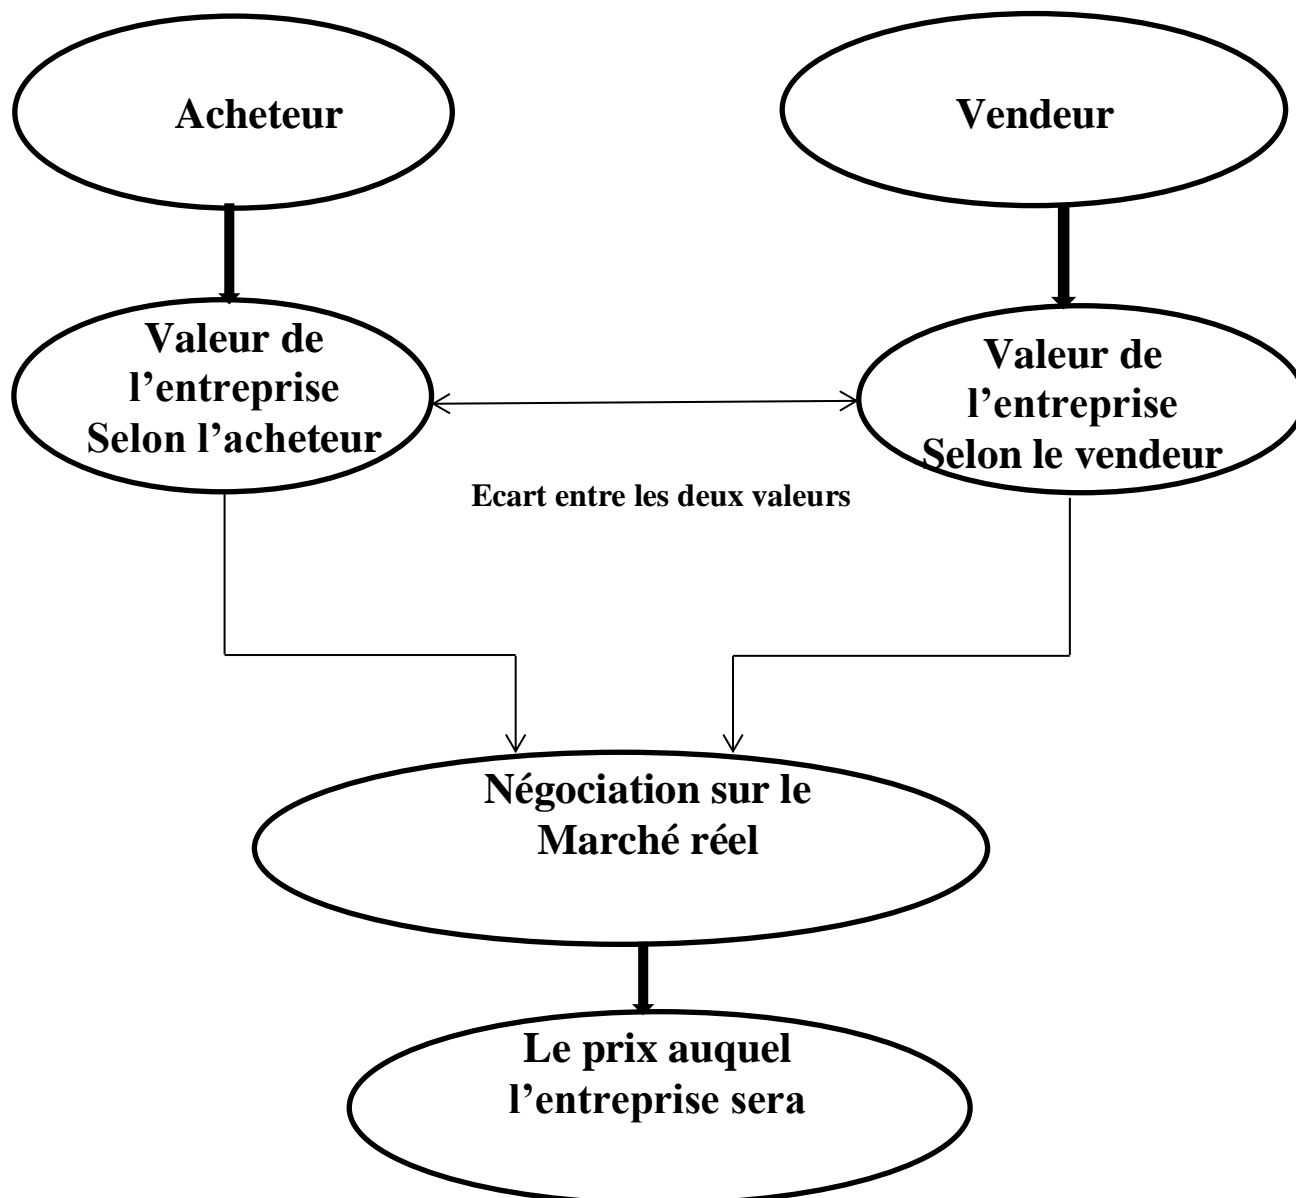 Acheteur
Vendeur
Valeur de
l’entreprise
Selon l’acheteur
Valeur de
l’entreprise
Selon le vendeur
Ecart entre les deux valeurs
Négociation sur le
Marché réel
Le prix auquel
l’entreprise sera